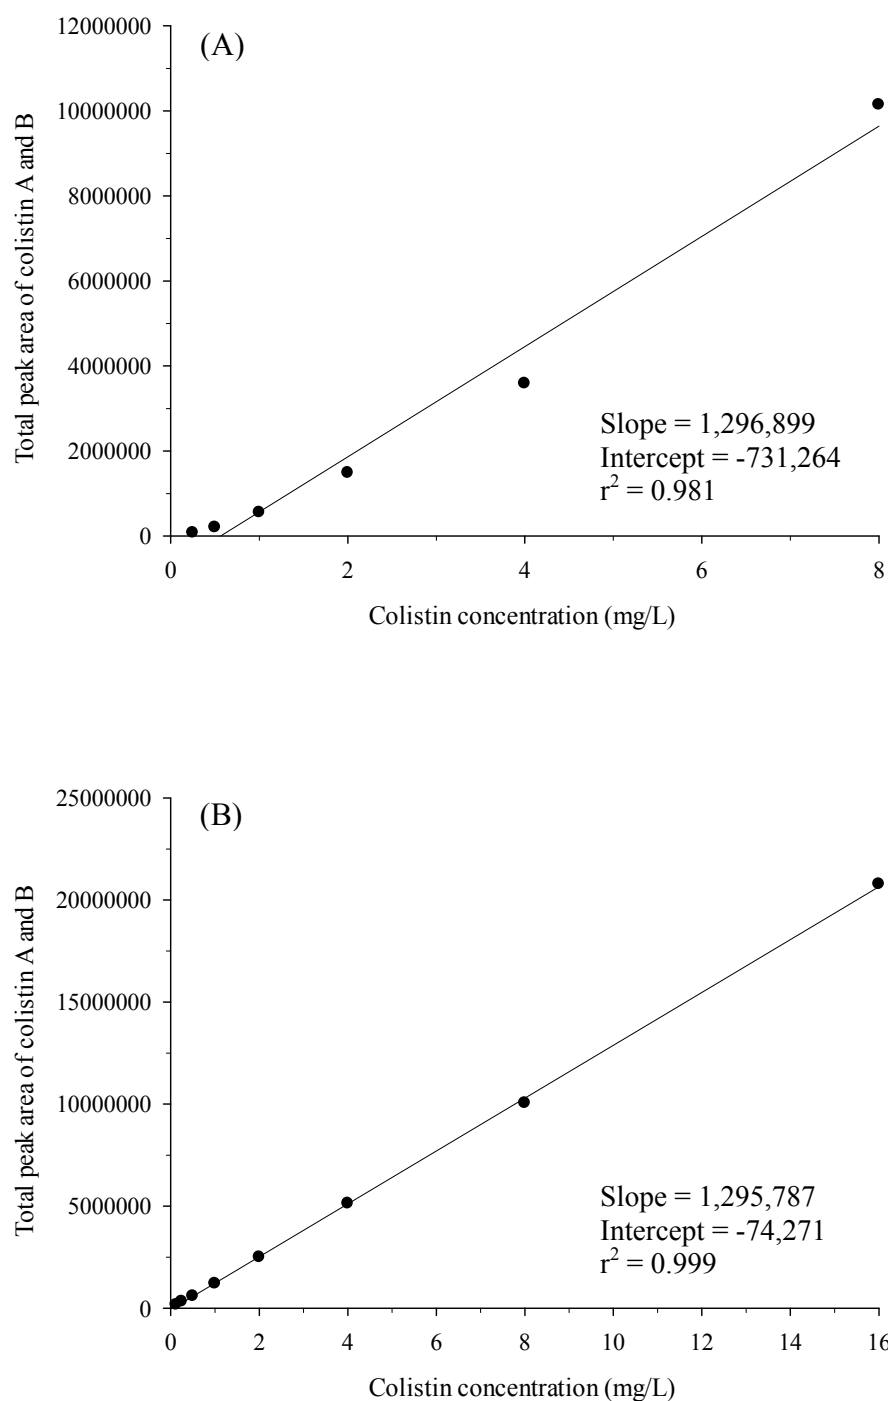 (A)
12000000
10000000
8000000
6000000
4000000
2000000
0
Total peak area of colistin A and B
Slope = 1,296,899
Intercept = -731,264
r² = 0.981
0 2 4 6 8
Colistin concentration (mg/L)
(B)
25000000
20000000
15000000
10000000
5000000
0
Total peak area of colistin A and B
Slope = 1,295,787
Intercept = -74,271
r² = 0.999
0 2 4 6 8 10 12 14 16
Colistin concentration (mg/L)